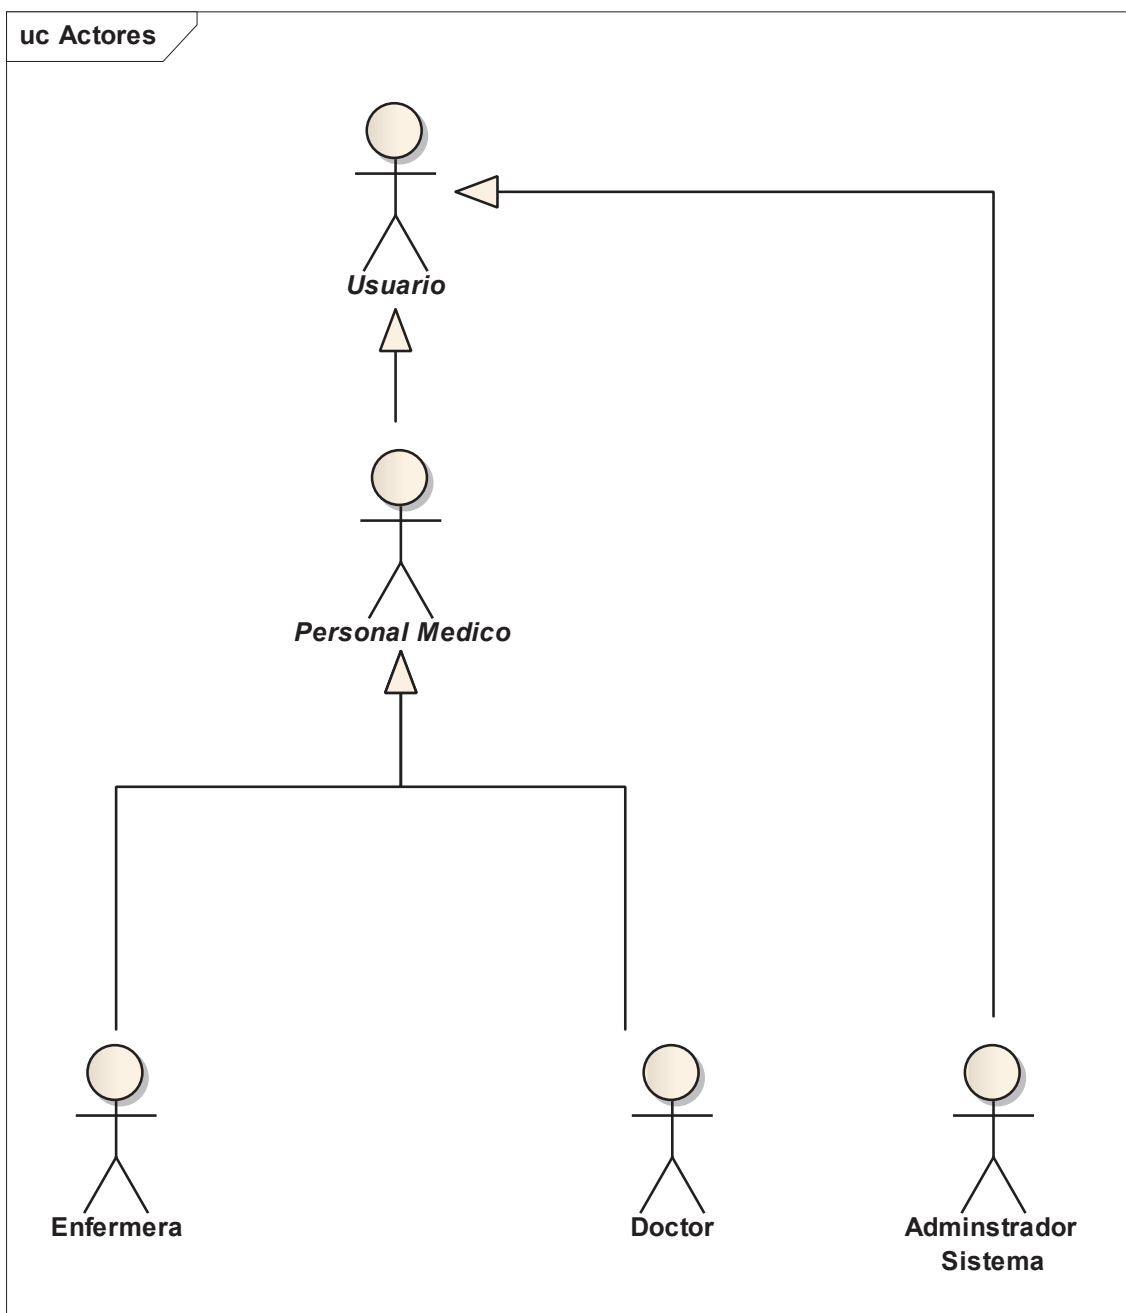 uc Actores
Usuario
Personal Medico
Enfermera
Doctor
Adminstrador
Sistema